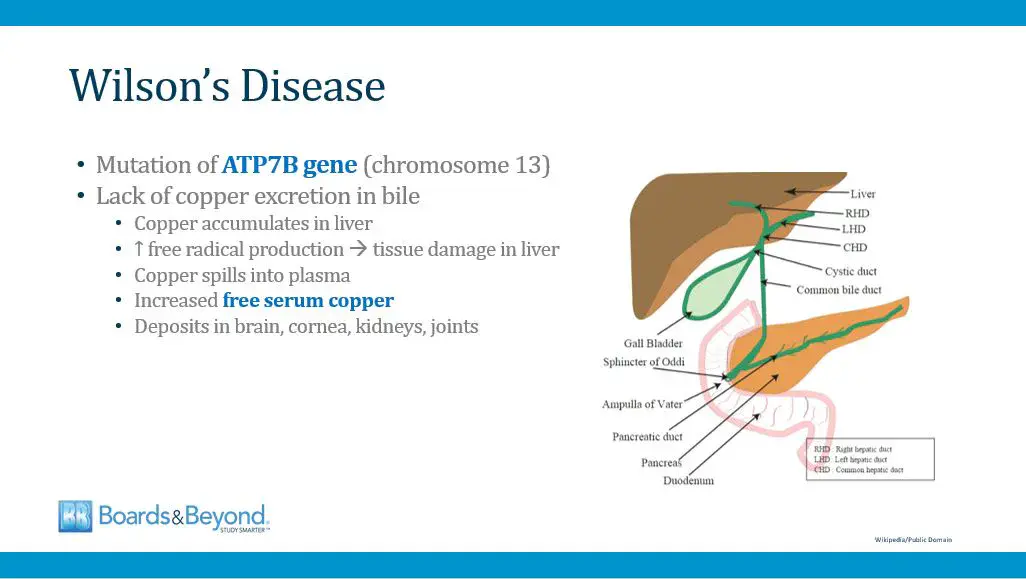 Wilson's Disease
• Mutation of ATP7B gene (chromosome 13)
• Lack of copper excretion in bile
• Copper accumulates in liver
• ↑ free radical production → tissue damage in liver
• Copper spills into plasma
• Increased free serum copper
• Deposits in brain, cornea, kidneys, joints
Liver
RHD
LHD
CHD
Cystic duct
Common bile duct
Gall Bladder
Sphincter of Oddi
Ampulla of Vater
Pancreatic duct
Pancreas
Duodenum
RHD : Right hepatic duct
LHD : Left hepatic duct
CHD : Common hepatic duct
BB Boards&Beyond.
STUDY SMARTER™
Wikipedia/Public Domain